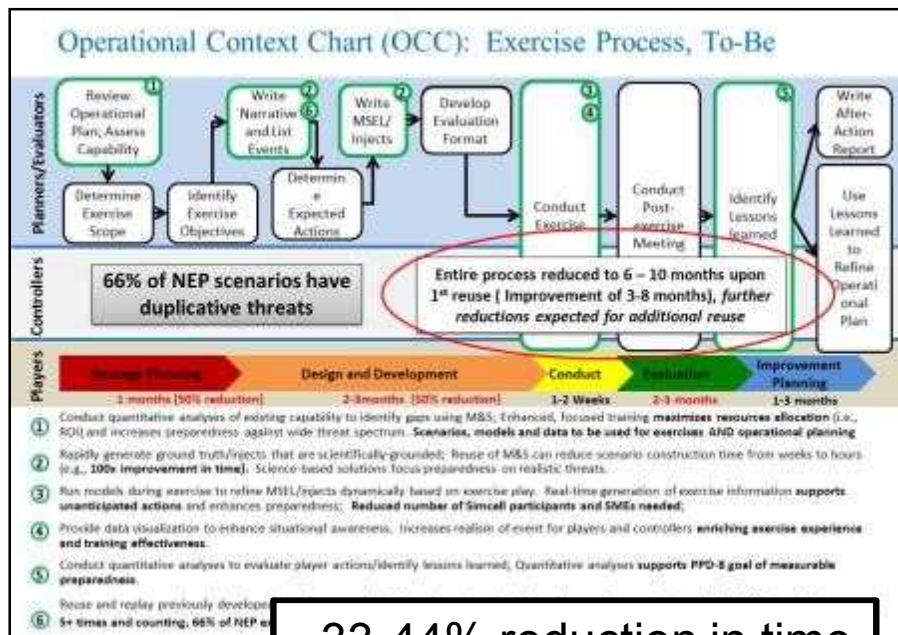 Operational Context Chart (OCC): Exercise Process, To-Be
Planners/Evaluators
Controllers
Players
①
Review
Operational
Plan; Assess
Capability
Determine
Exercise
Scope
Identify
Exercise
Objectives
②
⑥
Write
Narrative
and List
Events
Determin
e
Expected
Actions
②
Write
MSEL/
Injects
Develop
Evaluation
Format
③
④
Conduct
Exercise
Conduct
Post-
exercise
Meeting
⑤
Identify
Lessons
learned
Write
After-
Action
Report
Use
Lessons
Learned
to
Refine
Operati
onal
Plan
66% of NEP scenarios have
duplicative threats
Entire process reduced to 6 – 10 months upon
1st reuse ( Improvement of 3-8 months), further
reductions expected for additional reuse
Planning
Design and Development
Conduct
Evaluation
Improvement
Planning
1 months [50% reduction]
2-3months [50% reduction]
1-2 Weeks
2-3 months
1-3 months
① Conduct quantitative analyses of existing capability to identify gaps using M&S; Enhanced, focused training maximizes resources allocation (i.e.,
ROI) and increases preparedness against wide threat spectrum. Scenarios, models and data to be used for exercises AND operational planning
② Rapidly generate ground truth/injects that are scientifically-grounded; Reuse of M&S can reduce scenario construction time from weeks to hours
(e.g., 100x improvement in time). Science-based solutions focus preparedness on realistic threats.
③ Run models during exercise to refine MSEL/injects dynamically based on exercise play. Real-time generation of exercise information supports
unanticipated actions and enhances preparedness; Reduced number of Simcell participants and SMEs needed;
④ Provide data visualization to enhance situational awareness. Increases realism of event for players and controllers enriching exercise experience
and training effectiveness.
⑤ Conduct quantitative analyses to evaluate player actions/identify lessons learned; Quantitative analyses supports PPD-8 goal of measurable
preparedness.
⑥ Reuse and replay previously
5+ times and counting, 66% of NEP
33-44% reduction in time